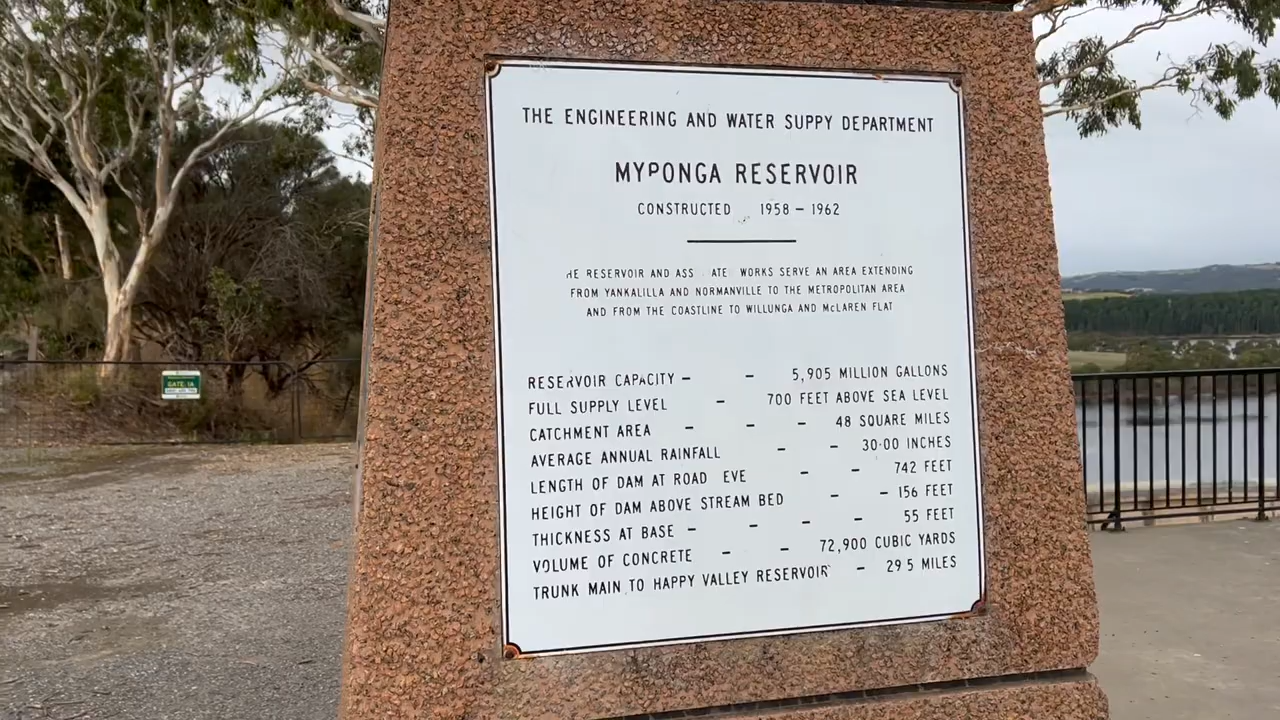 THE ENGINEERING AND WATER SUPPY DEPARTMENT
MYPONGA RESERVOIR
CONSTRUCTED 1958 – 1962
HE RESERVOIR AND ASS ATE WORKS SERVE AN AREA EXTENDING
FROM YANKALILLA AND NORMANVILLE TO THE METROPOLITAN AREA
AND FROM THE COASTLINE TO WILLUNGA AND McLAREN FLAT
RESERVOIR CAPACITY – – 5,905 MILLION GALLONS
FULL SUPPLY LEVEL – 700 FEET ABOVE SEA LEVEL
CATCHMENT AREA – – – 48 SQUARE MILES
AVERAGE ANNUAL RAINFALL – – 30·00 INCHES
LENGTH OF DAM AT ROAD EVE – – 742 FEET
HEIGHT OF DAM ABOVE STREAM BED – – 156 FEET
THICKNESS AT BASE – – – – 55 FEET
VOLUME OF CONCRETE – – 72,900 CUBIC YARDS
TRUNK MAIN TO HAPPY VALLEY RESERVOIR – 29 5 MILES
GATE 1A